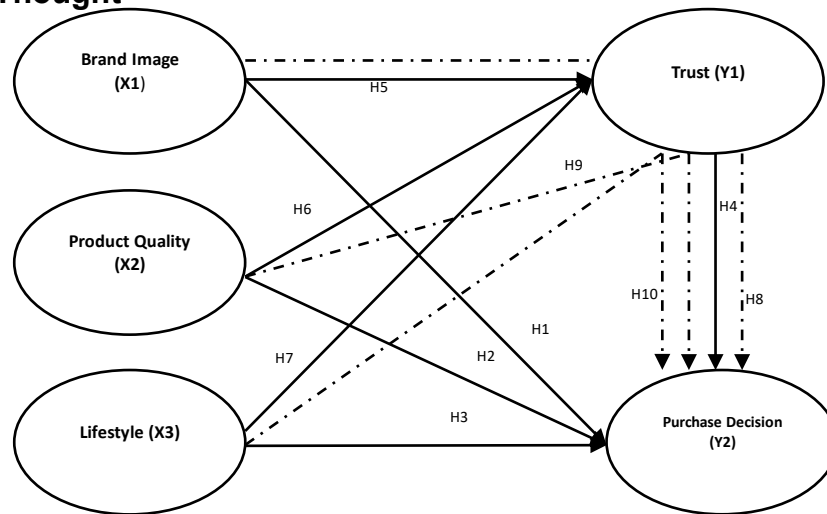 Thought
Brand Image
(X1)
Trust (Y1)
H5
H9
H6
Product Quality
(X2)
H4
H10
H8
H1
H2
H7
H3
Lifestyle (X3)
Purchase Decision
(Y2)